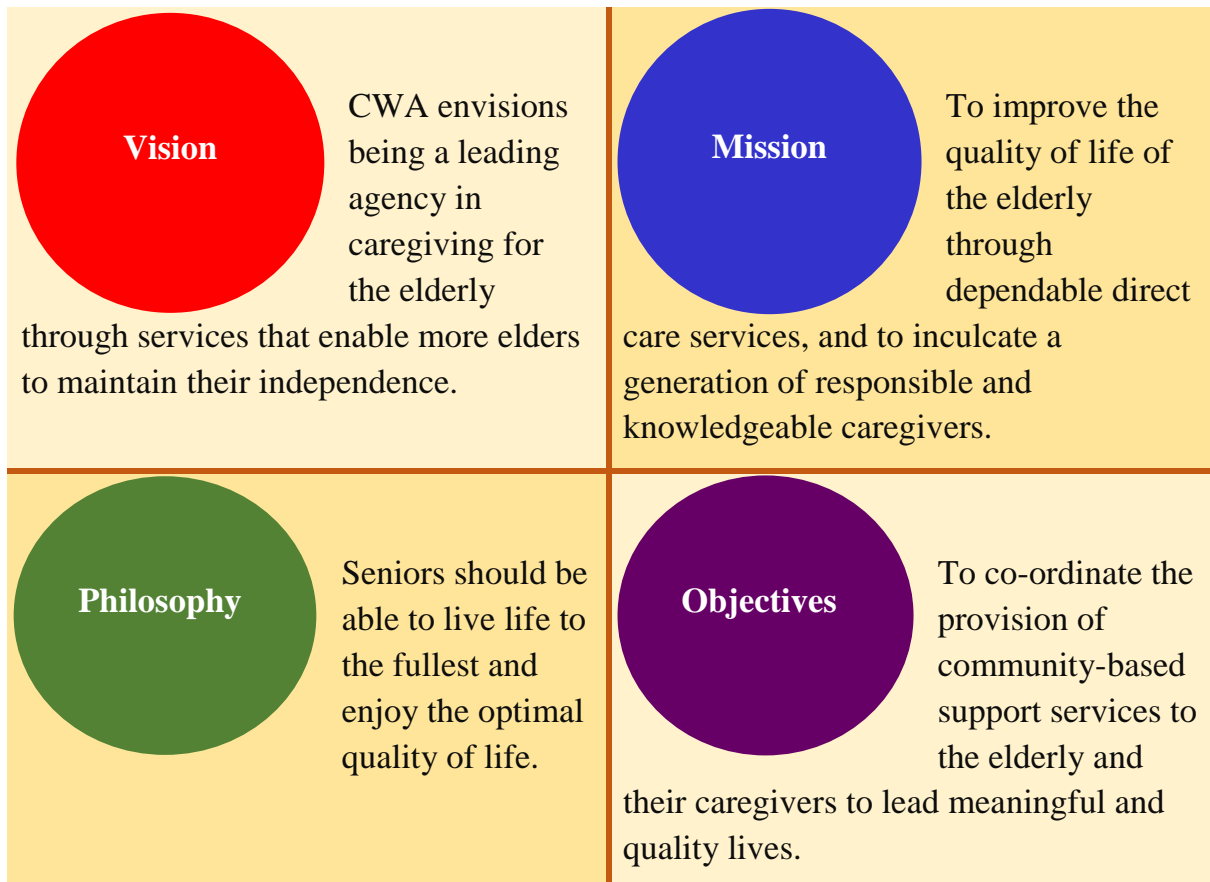 Vision
CWA envisions
being a leading
agency in
caregiving for
the elderly
through services that enable more elders
to maintain their independence.
Mission
To improve the
quality of life of
the elderly
through
dependable direct
care services, and to inculcate a
generation of responsible and
knowledgeable caregivers.
Philosophy
Seniors should be
able to live life to
the fullest and
enjoy the optimal
quality of life.
Objectives
To co-ordinate the
provision of
community-based
support services to
the elderly and
their caregivers to lead meaningful and
quality lives.